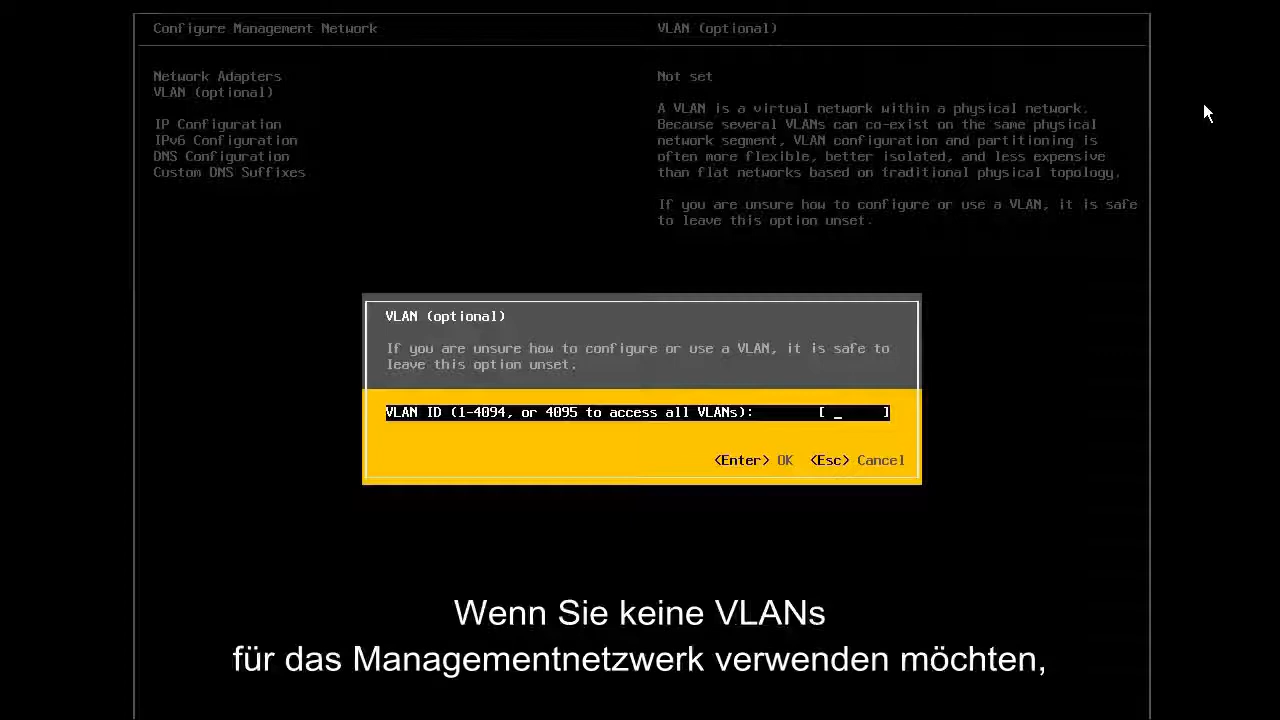 Configure Management Network
VLAN (optional)
Network Adapters
VLAN (optional)
IP Configuration
IPv6 Configuration
DNS Configuration
Custom DNS Suffixes
Not set
A VLAN is a virtual network within a physical network.
Because several VLANs can co-exist on the same physical
network segment, VLAN configuration and partitioning is
often more flexible, better isolated, and less expensive
than flat networks based on traditional physical topology.
If you are unsure how to configure or use a VLAN, it is safe
to leave this option unset.
VLAN (optional)
If you are unsure how to configure or use a VLAN, it is safe to
leave this option unset.
VLAN ID (1-4094, or 4095 to access all VLANs): [ _ ]
<Enter> OK <Esc> Cancel
Wenn Sie keine VLANs
für das Managementnetzwerk verwenden möchten,